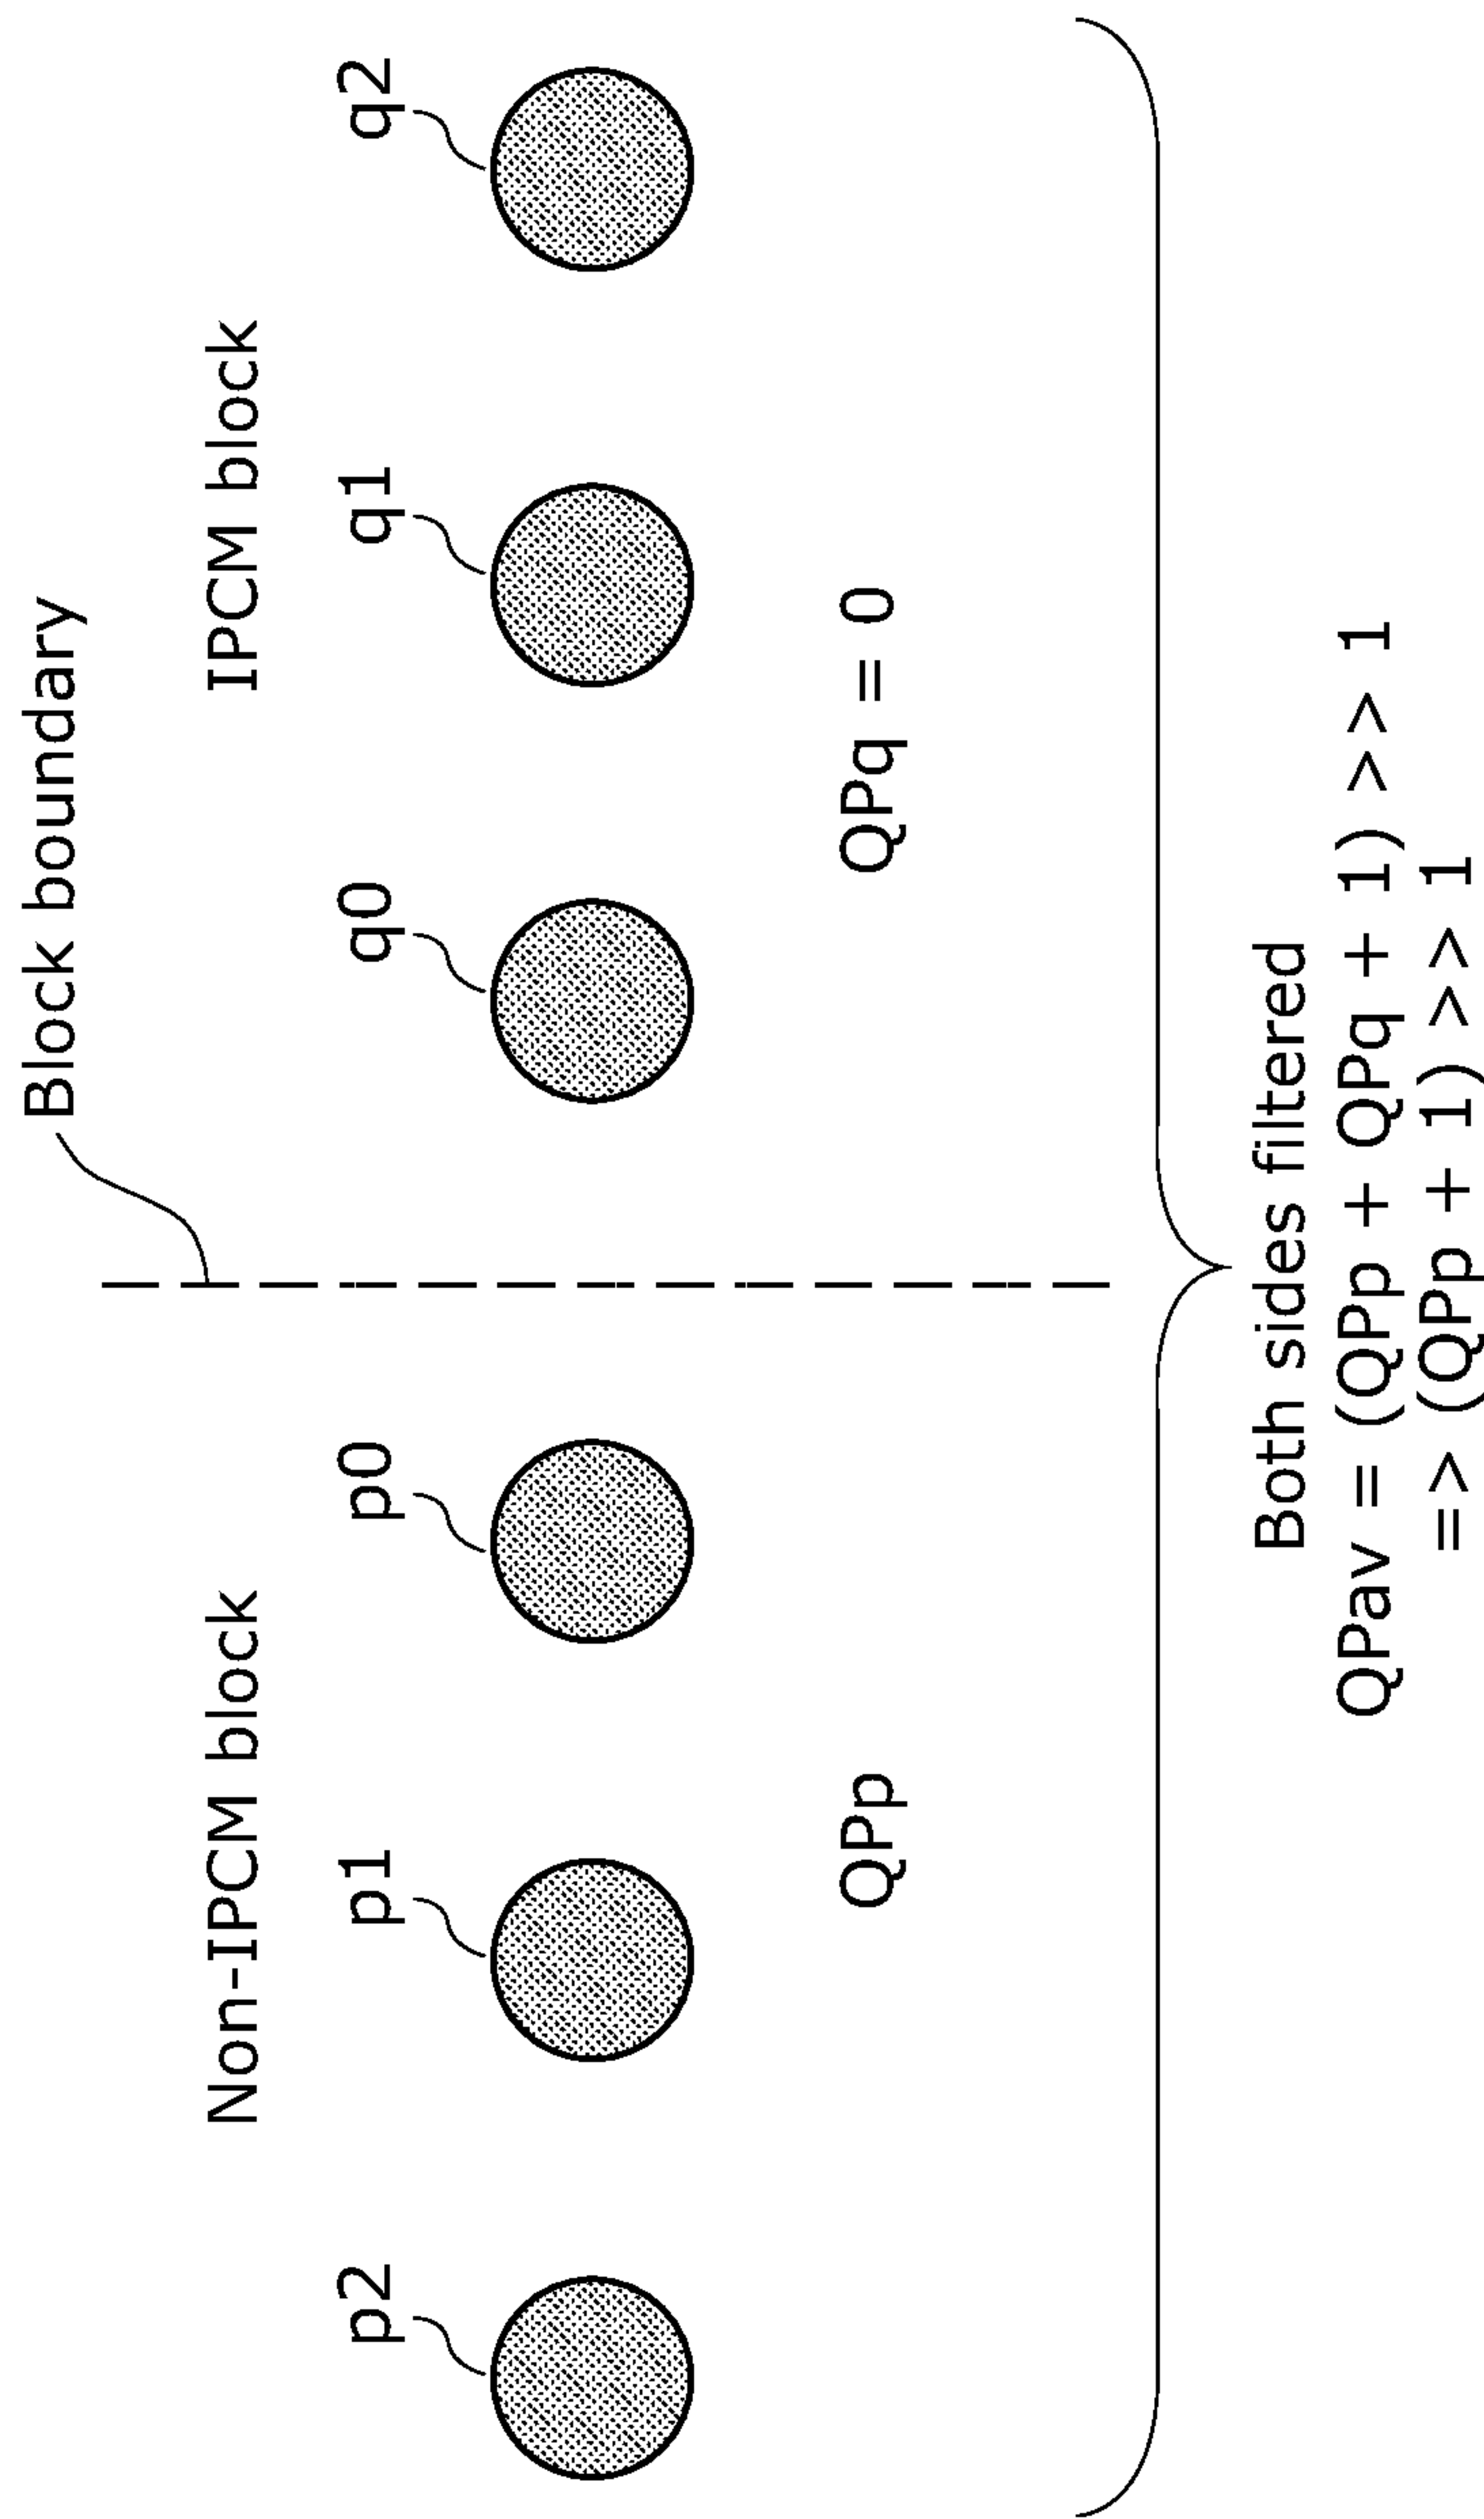 Block boundary
Non-IPCM block
IPCM block
p2
p1
p0
q0
q1
q2
QPp
QPq = 0
Both sides filtered
QPav = (QPp + QPq + 1) >> 1
=> (QPp + 1) >> 1